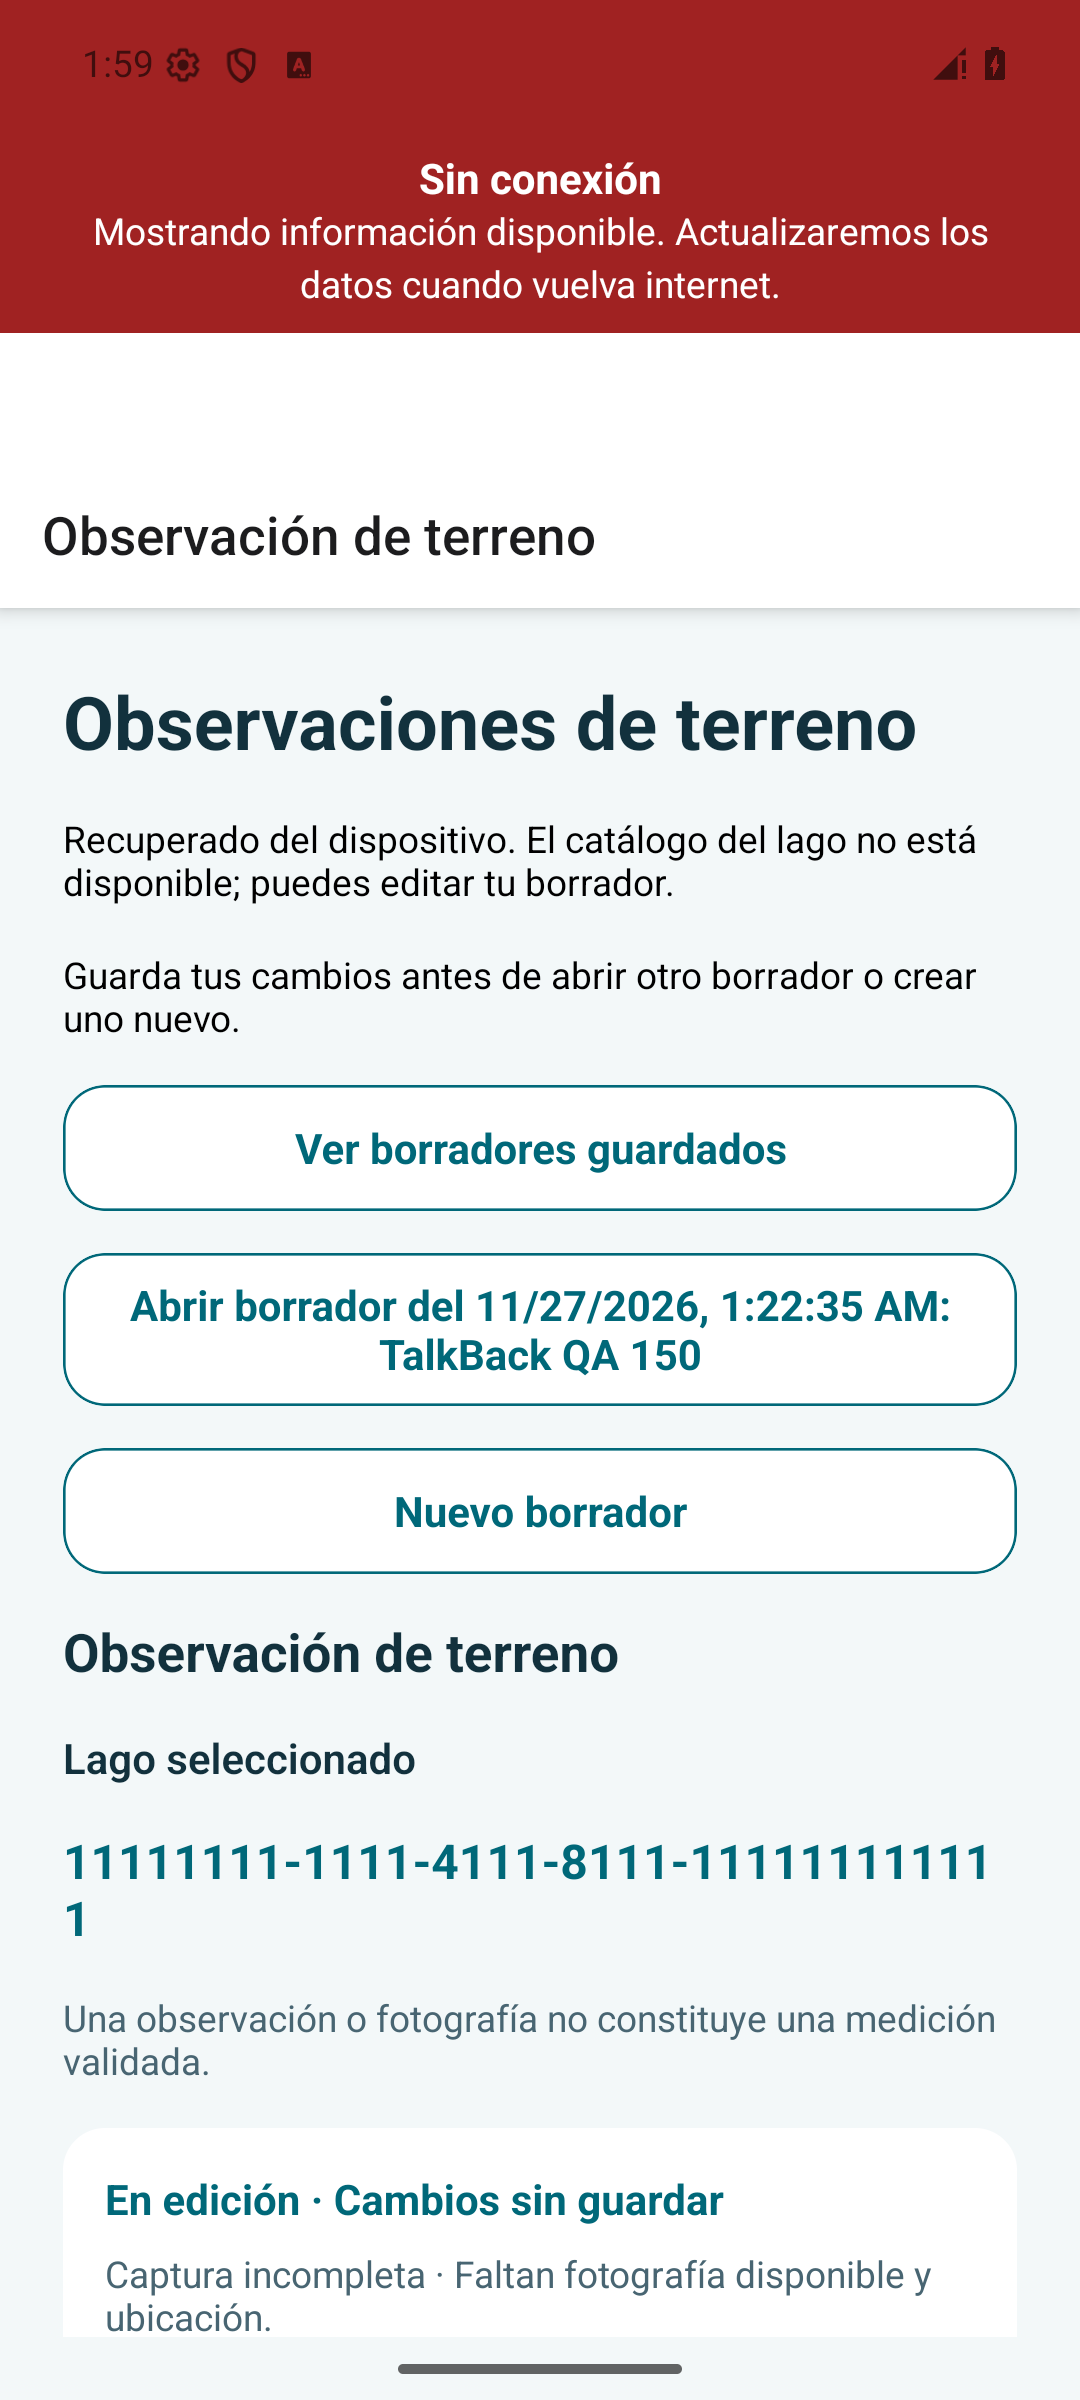 1:59
Sin conexión
Mostrando información disponible. Actualizaremos los
datos cuando vuelva internet.
Observación de terreno
Observaciones de terreno
Recuperado del dispositivo. El catálogo del lago no está
disponible; puedes editar tu borrador.
Guarda tus cambios antes de abrir otro borrador o crear
uno nuevo.
Ver borradores guardados
Abrir borrador del 11/27/2026, 1:22:35 AM:
TalkBack QA 150
Nuevo borrador
Observación de terreno
Lago seleccionado
11111111-1111-4111-8111-11111111111
1
Una observación o fotografía no constituye una medición
validada.
En edición · Cambios sin guardar
Captura incompleta · Faltan fotografía disponible y
ubicación.